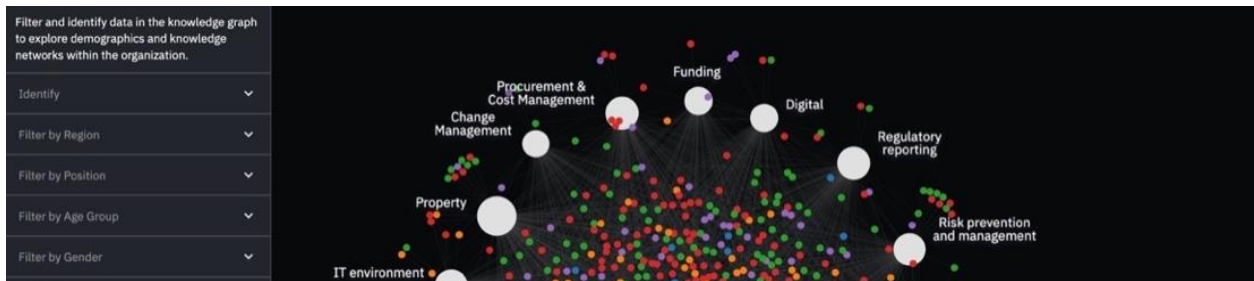 Filter and identify data in the knowledge graph
to explore demographics and knowledge
networks within the organization.
Identify
Filter by Region
Filter by Position
Filter by Age Group
Filter by Gender
Funding
Procurement &
Cost Management
Digital
Change
Management
Regulatory
reporting
Property
Risk prevention
and management
IT environment